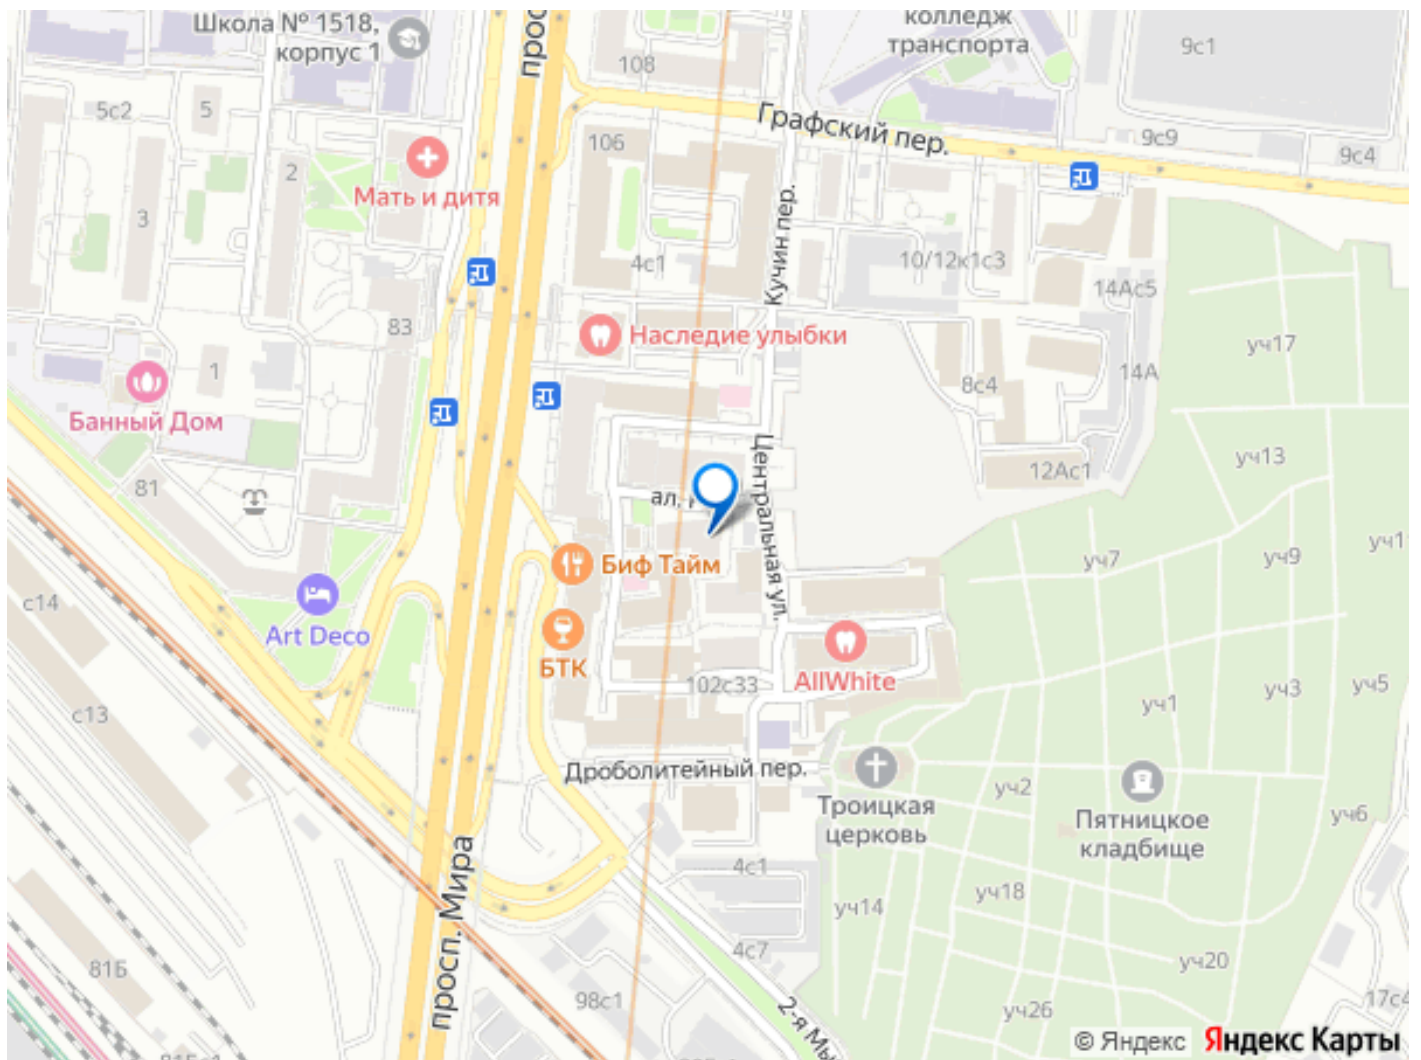 Школа № 1518,
корпус 1
колледж
транспорта
9с1
108
5с2
5
Графский пер.
106
9с9
9с4
2
Мать и дитя
3
Кучин пер.
4с1
10/12к1с3
14Ас5
83
Наследие улыбки
уч17
1
8с4
14А
Банный Дом
Центральная ул.
уч13
12Ас1
81
ал.
уч7
уч9
Биф Тайм
с14
Art Deco
БТК
AllWhite
102с33
уч1
уч3
уч5
с13
Дроболитейный пер.
Троицкая
церковь
уч2
Пятницкое
кладбище
уч6
просп. Мира
4с1
уч18
уч14
4с7
81Б
уч20
98с1
уч26
2-я
© Яндекс
Яндекс Карты